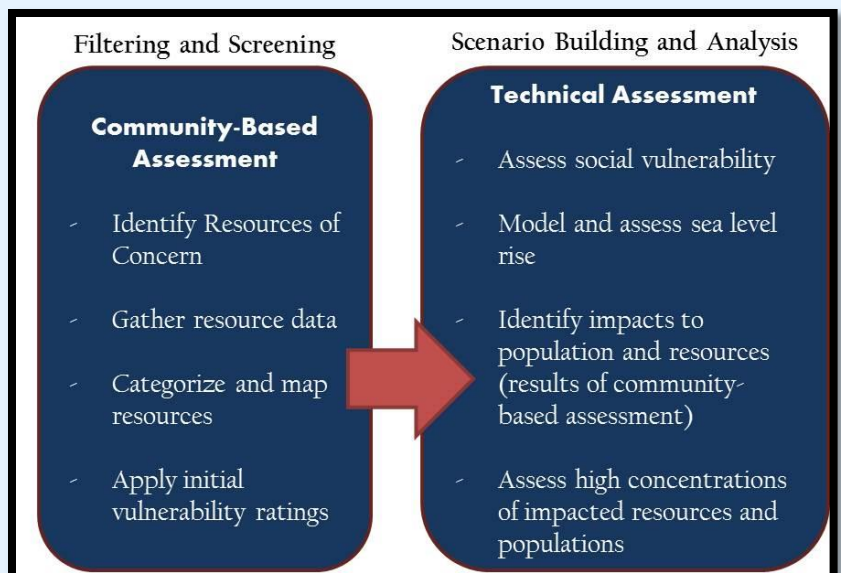 Filtering and Screening
Community-Based
Assessment
- Identify Resources of
Concern
- Gather resource data
- Categorize and map
resources
- Apply initial
vulnerability ratings
Scenario Building and Analysis
Technical Assessment
- Assess social vulnerability
- Model and assess sea level
rise
- Identify impacts to
population and resources
(results of community-
based assessment)
- Assess high concentrations
of impacted resources and
populations